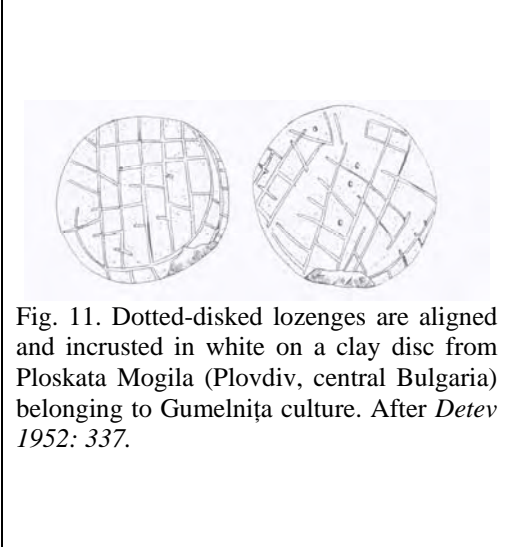 Fig. 11. Dotted-disked lozenges are aligned
and incrusted in white on a clay disc from
Ploskata Mogila (Plovdiv, central Bulgaria)
belonging to Gumelnița culture. After Detev
1952: 337.